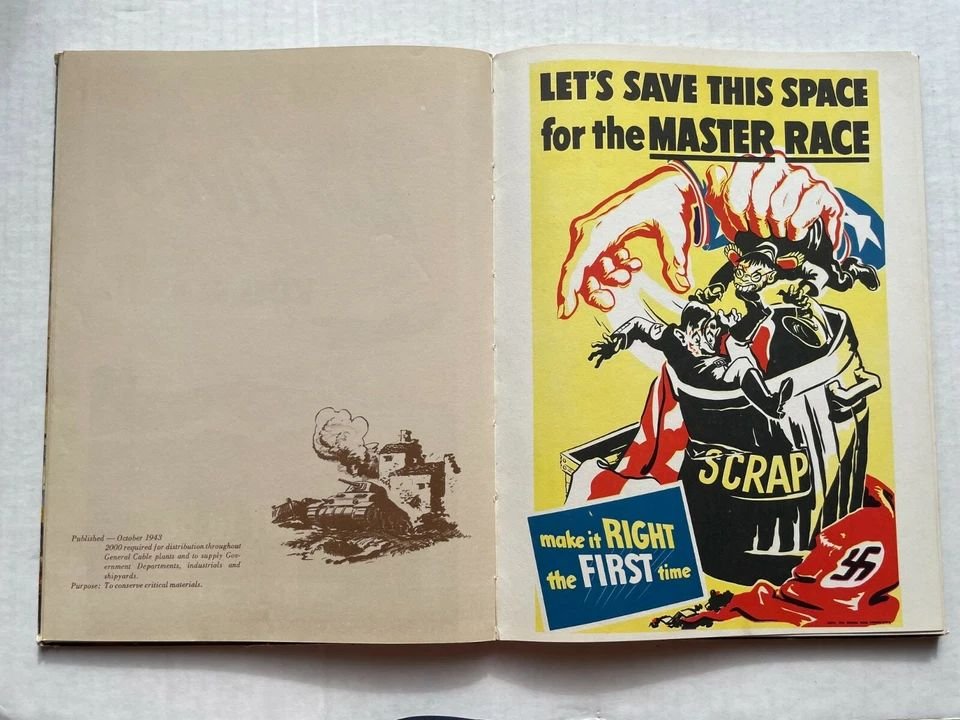 Published — October 1943
2000 required for distribution throughout
General Cable plants and to supply Gov-
ernment Departments, industrials and
shipyards.
Purpose: To conserve critical materials.
LET'S SAVE THIS SPACE
for the MASTER RACE
SCRAP
make it RIGHT
the FIRST time